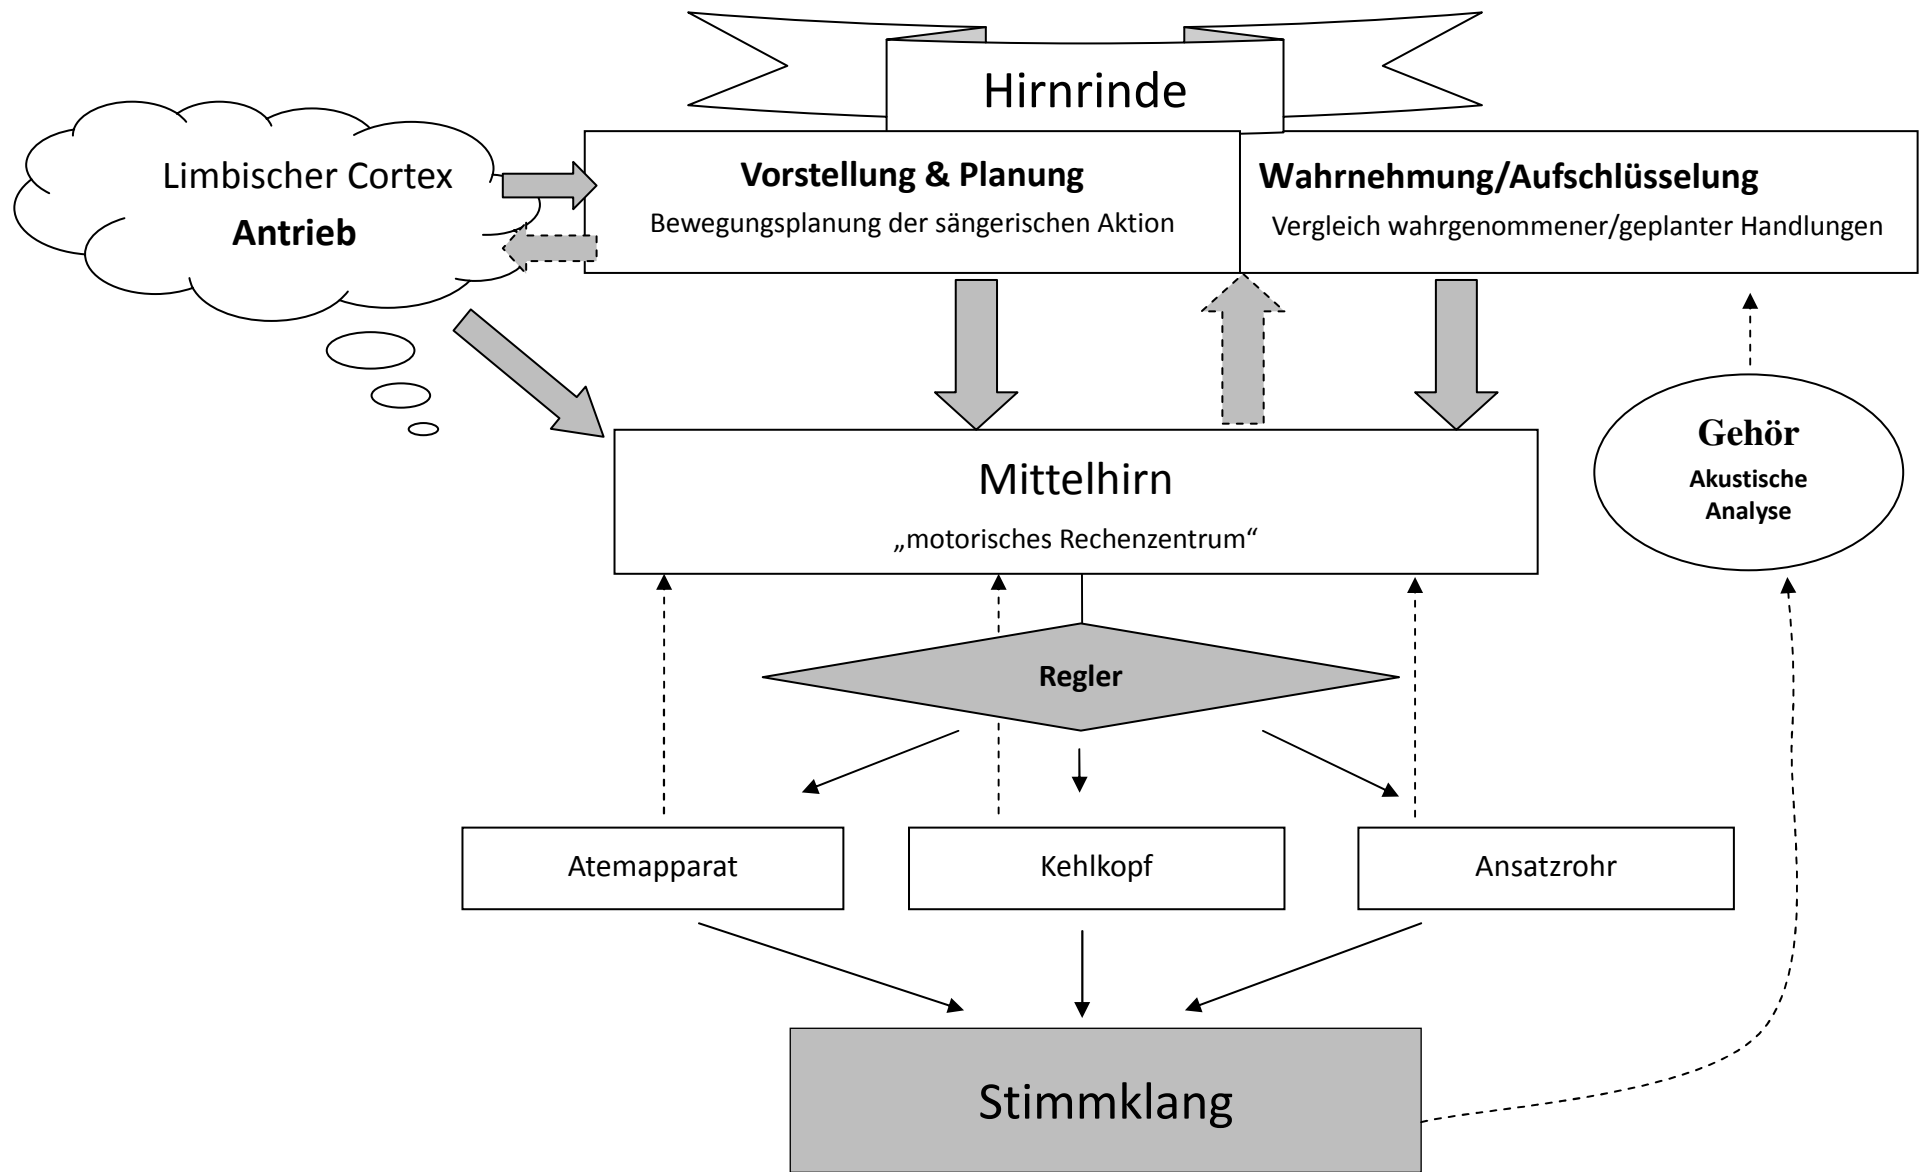 Hirnrinde
Limbischer Cortex
Antrieb
Vorstellung & Planung
Bewegungsplanung der sängerischen Aktion
Wahrnehmung/Aufschlüsselung
Vergleich wahrgenommener/geplanter Handlungen
Mittelhirn
„motorisches Rechenzentrum“
Gehör
Akustische
Analyse
Regler
Atemapparat
Kehlkopf
Ansatzrohr
Stimmklang